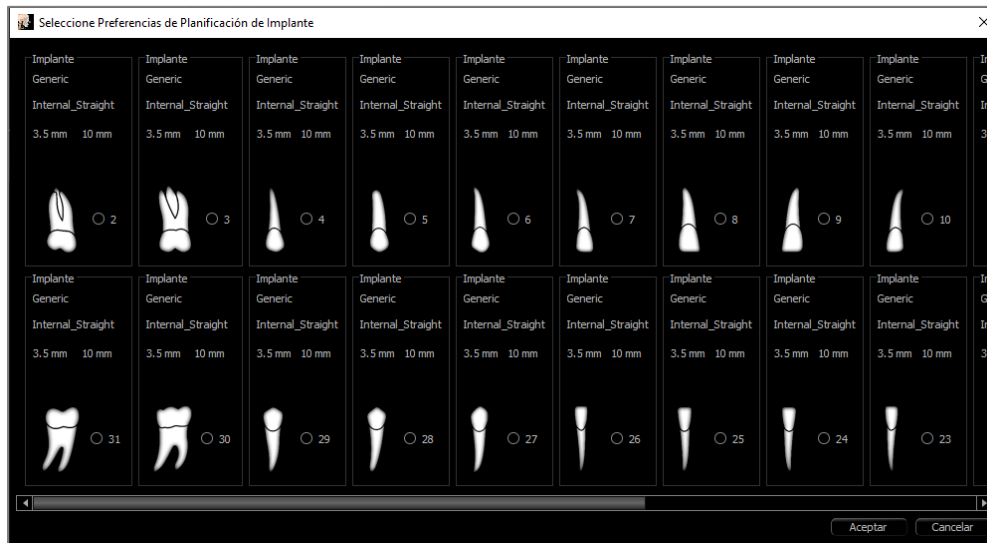 Seleccione Preferencias de Planificación de Implante
Implante Implante Implante Implante Implante Implante Implante Implante Implante
Generic Generic Generic Generic Generic Generic Generic Generic Generic
Internal_Straight Internal_Straight Internal_Straight Internal_Straight Internal_Straight Internal_Straight Internal_Straight Internal_Straight Internal_Straight
3.5 mm 10 mm 3.5 mm 10 mm 3.5 mm 10 mm 3.5 mm 10 mm 3.5 mm 10 mm 3.5 mm 10 mm 3.5 mm 10 mm 3.5 mm 10 mm 3.5 mm 10 mm
2 3 4 5 6 7 8 9 10
Implante Implante Implante Implante Implante Implante Implante Implante Implante
Generic Generic Generic Generic Generic Generic Generic Generic Generic
Internal_Straight Internal_Straight Internal_Straight Internal_Straight Internal_Straight Internal_Straight Internal_Straight Internal_Straight Internal_Straight
3.5 mm 10 mm 3.5 mm 10 mm 3.5 mm 10 mm 3.5 mm 10 mm 3.5 mm 10 mm 3.5 mm 10 mm 3.5 mm 10 mm 3.5 mm 10 mm 3.5 mm 10 mm
31 30 29 28 27 26 25 24 23
Aceptar Cancelar